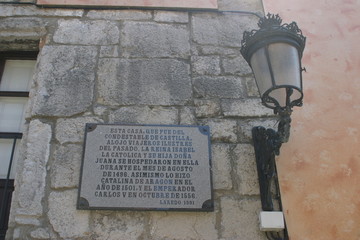 ESTA CASA, QUE FUE DEL
CONDESTABLE DE CASTILLA,
ALOJO VIAJEROS ILUSTRES
DEL PASADO. LA REINA ISABEL
LA CATOLICA Y SU HIJA DOÑA
JUANA SE HOSPEDARON EN ELLA
DURANTE EL MES DE AGOSTO
DE 1496. ASIMISMO LO HIZO
CATALINA DE ARAGON EN EL
AÑO DE 1501, Y EL EMPERADOR
CARLOS V EN OCTUBRE DE 1556.
LAREDO 1981